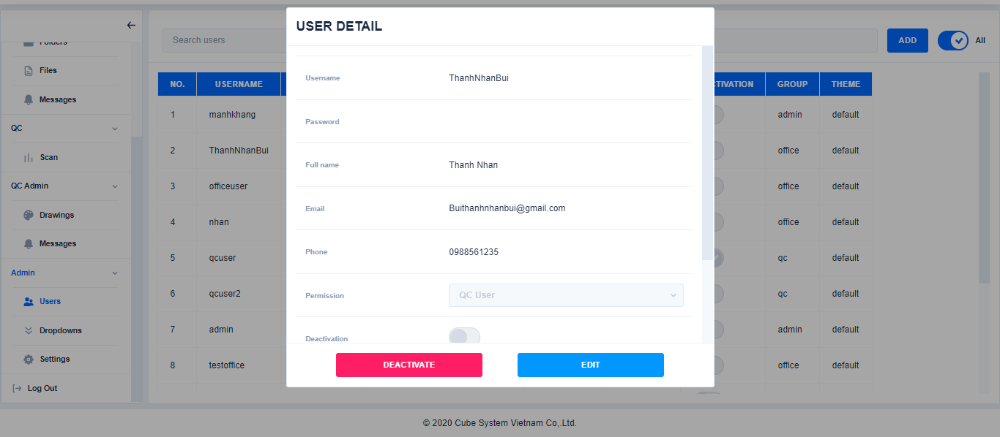 USER DETAIL
Search users
ADD
All
Folders
Files
Messages
QC
Scan
QC Admin
Drawings
Messages
Admin
Users
Dropdowns
Settings
Log Out
NO. USERNAME GROUP THEME
1 manhkhang admin default
2 ThanhNhanBui office default
3 officeuser office default
4 nhan office default
5 qcuser qc default
6 qcuser2 qc default
7 admin admin default
8 testoffice office default
Username ThanhNhanBui
Password
Full name Thanh Nhan
Email Buithanhnhanbui@gmail.com
Phone 0988561235
Permission QC User
Deactivation
DEACTIVATE EDIT
© 2020 Cube System Vietnam Co,.Ltd.